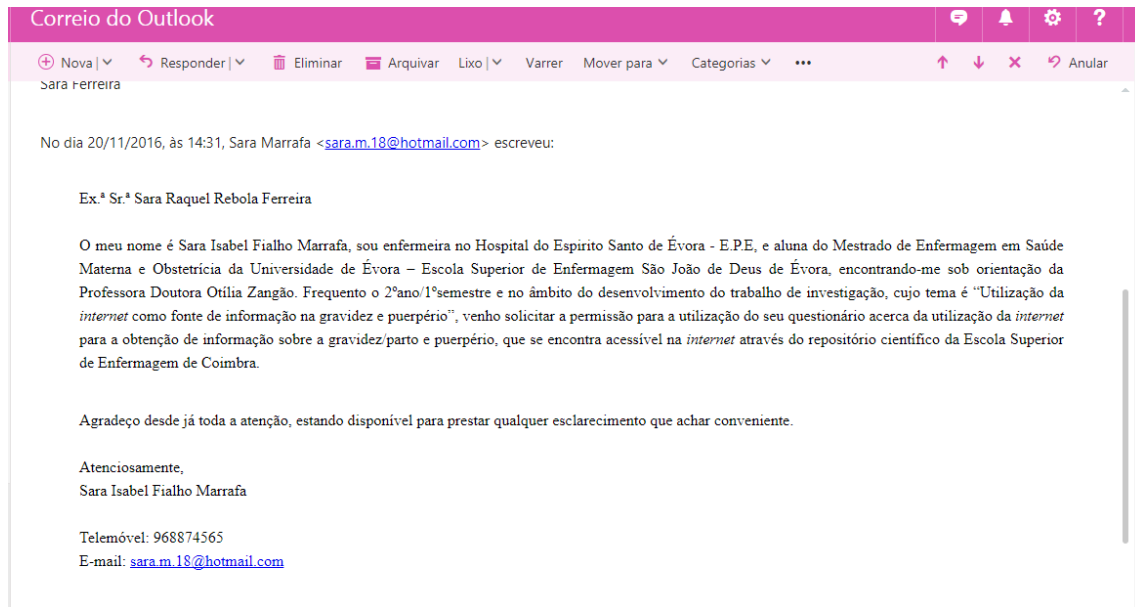 Correio do Outlook
?
Nova | Responder | Eliminar Arquivar Lixo | Varrer Mover para Categorias ••• Anular
Sara Ferreira
No dia 20/11/2016, às 14:31, Sara Marrafa <sara.m.18@hotmail.com> escreveu:
Ex.ª Sr.ª Sara Raquel Rebola Ferreira
O meu nome é Sara Isabel Fialho Marrafa, sou enfermeira no Hospital do Espirito Santo de Évora - E.P.E, e aluna do Mestrado de Enfermagem em Saúde
Materna e Obstetrícia da Universidade de Évora – Escola Superior de Enfermagem São João de Deus de Évora, encontrando-me sob orientação da
Professora Doutora Otília Zangão. Frequento o 2ºano/1ºsemestre e no âmbito do desenvolvimento do trabalho de investigação, cujo tema é “Utilização da
internet como fonte de informação na gravidez e puerpério”, venho solicitar a permissão para a utilização do seu questionário acerca da utilização da internet
para a obtenção de informação sobre a gravidez/parto e puerpério, que se encontra acessível na internet através do repositório científico da Escola Superior
de Enfermagem de Coimbra.
Agradeço desde já toda a atenção, estando disponível para prestar qualquer esclarecimento que achar conveniente.
Atenciosamente,
Sara Isabel Fialho Marrafa
Telemóvel: 968874565
E-mail: sara.m.18@hotmail.com